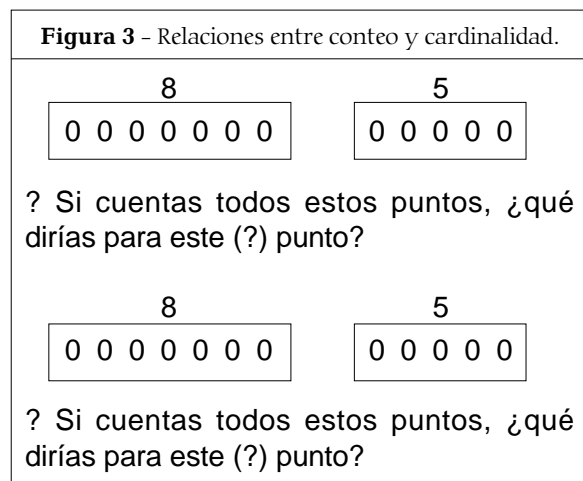 Figura 3 – Relaciones entre conteo y cardinalidad.
8 5
0 0 0 0 0 0 0 0 0 0 0 0
? Si cuentas todos estos puntos, ¿qué
dirías para este (?) punto?
8 5
0 0 0 0 0 0 0 0 0 0 0 0
? Si cuentas todos estos puntos, ¿qué
dirías para este (?) punto?